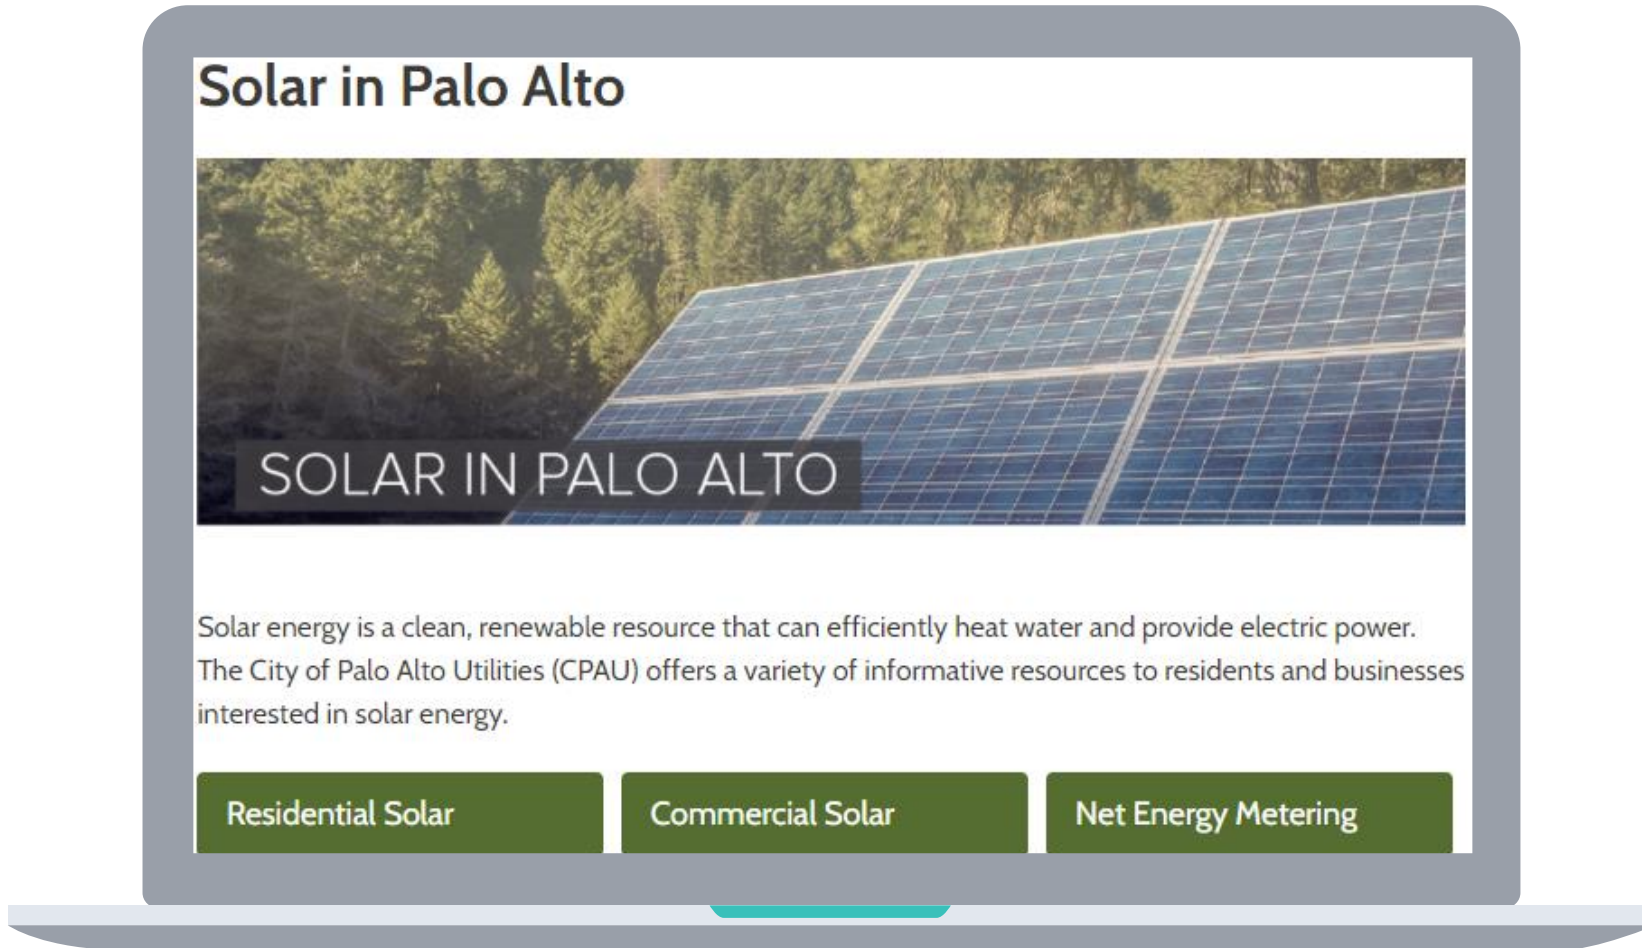 Solar in Palo Alto
SOLAR IN PALO ALTO
Solar energy is a clean, renewable resource that can efficiently heat water and provide electric power.
The City of Palo Alto Utilities (CPAU) offers a variety of informative resources to residents and businesses
interested in solar energy.
Residential Solar
Commercial Solar
Net Energy Metering